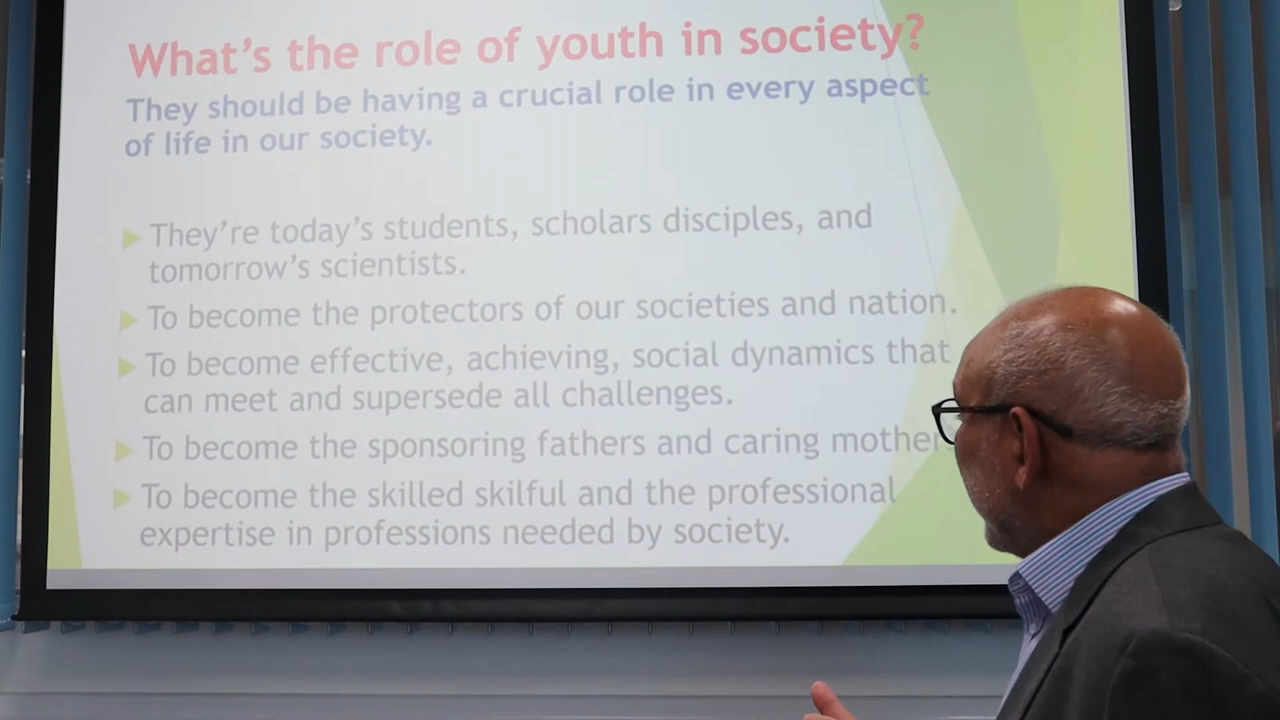 What's the role of youth in society?
They should be having a crucial role in every aspect
of life in our society.
They're today's students, scholars disciples, and
tomorrow's scientists.
To become the protectors of our societies and nation.
To become effective, achieving, social dynamics that
can meet and supersede all challenges.
To become the sponsoring fathers and caring mother
To become the skilled skilful and the professional
expertise in professions needed by society.